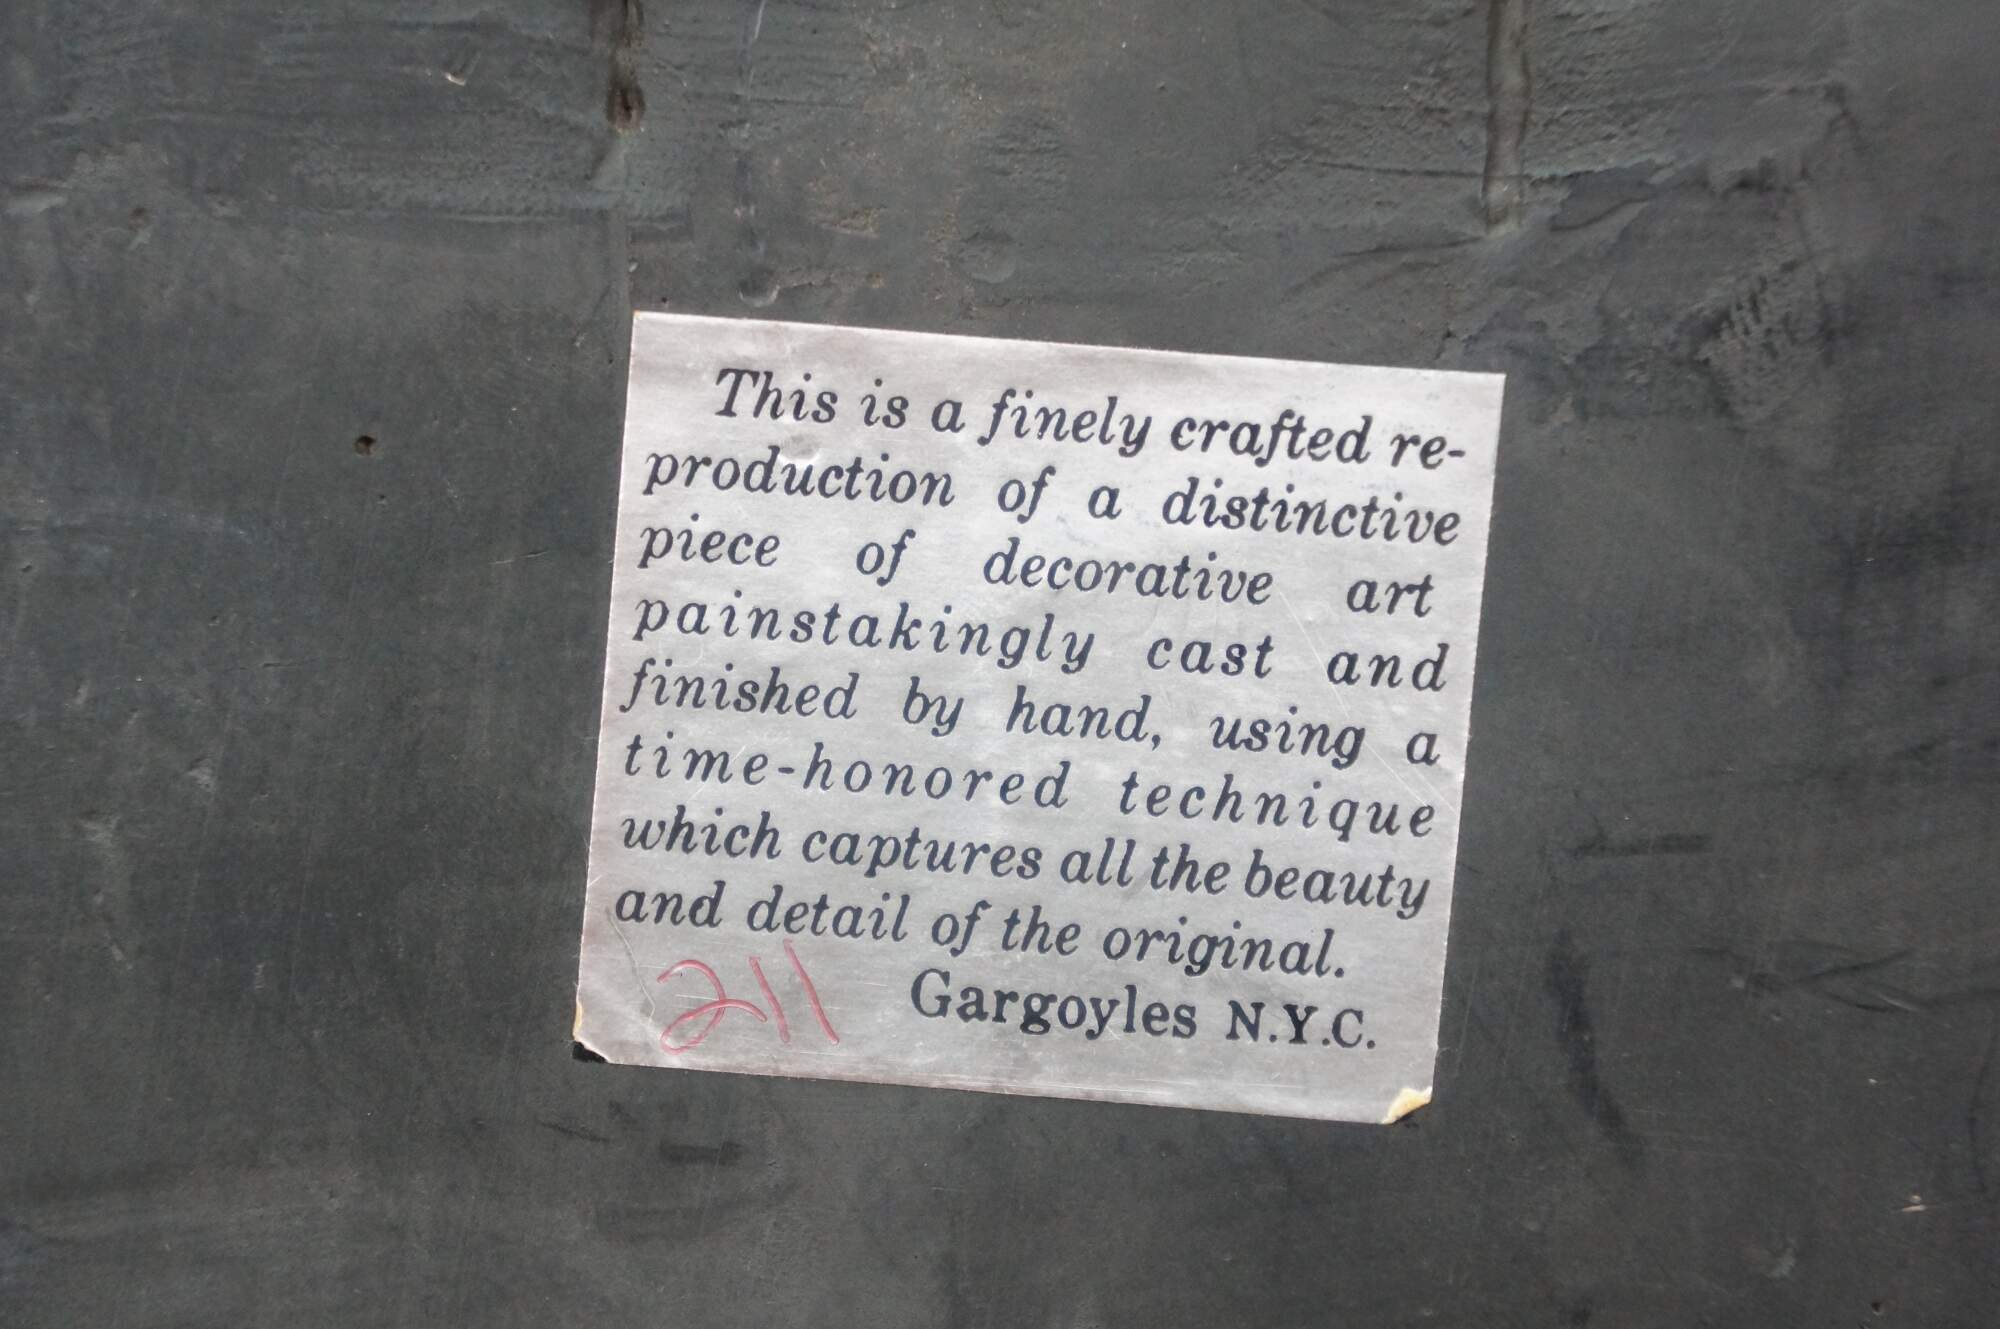 This is a finely crafted re-
production of a distinctive
piece of decorative art
painstakingly cast and
finished by hand, using a
time-honored technique
which captures all the beauty
and detail of the original.
211 Gargoyles N.Y.C.